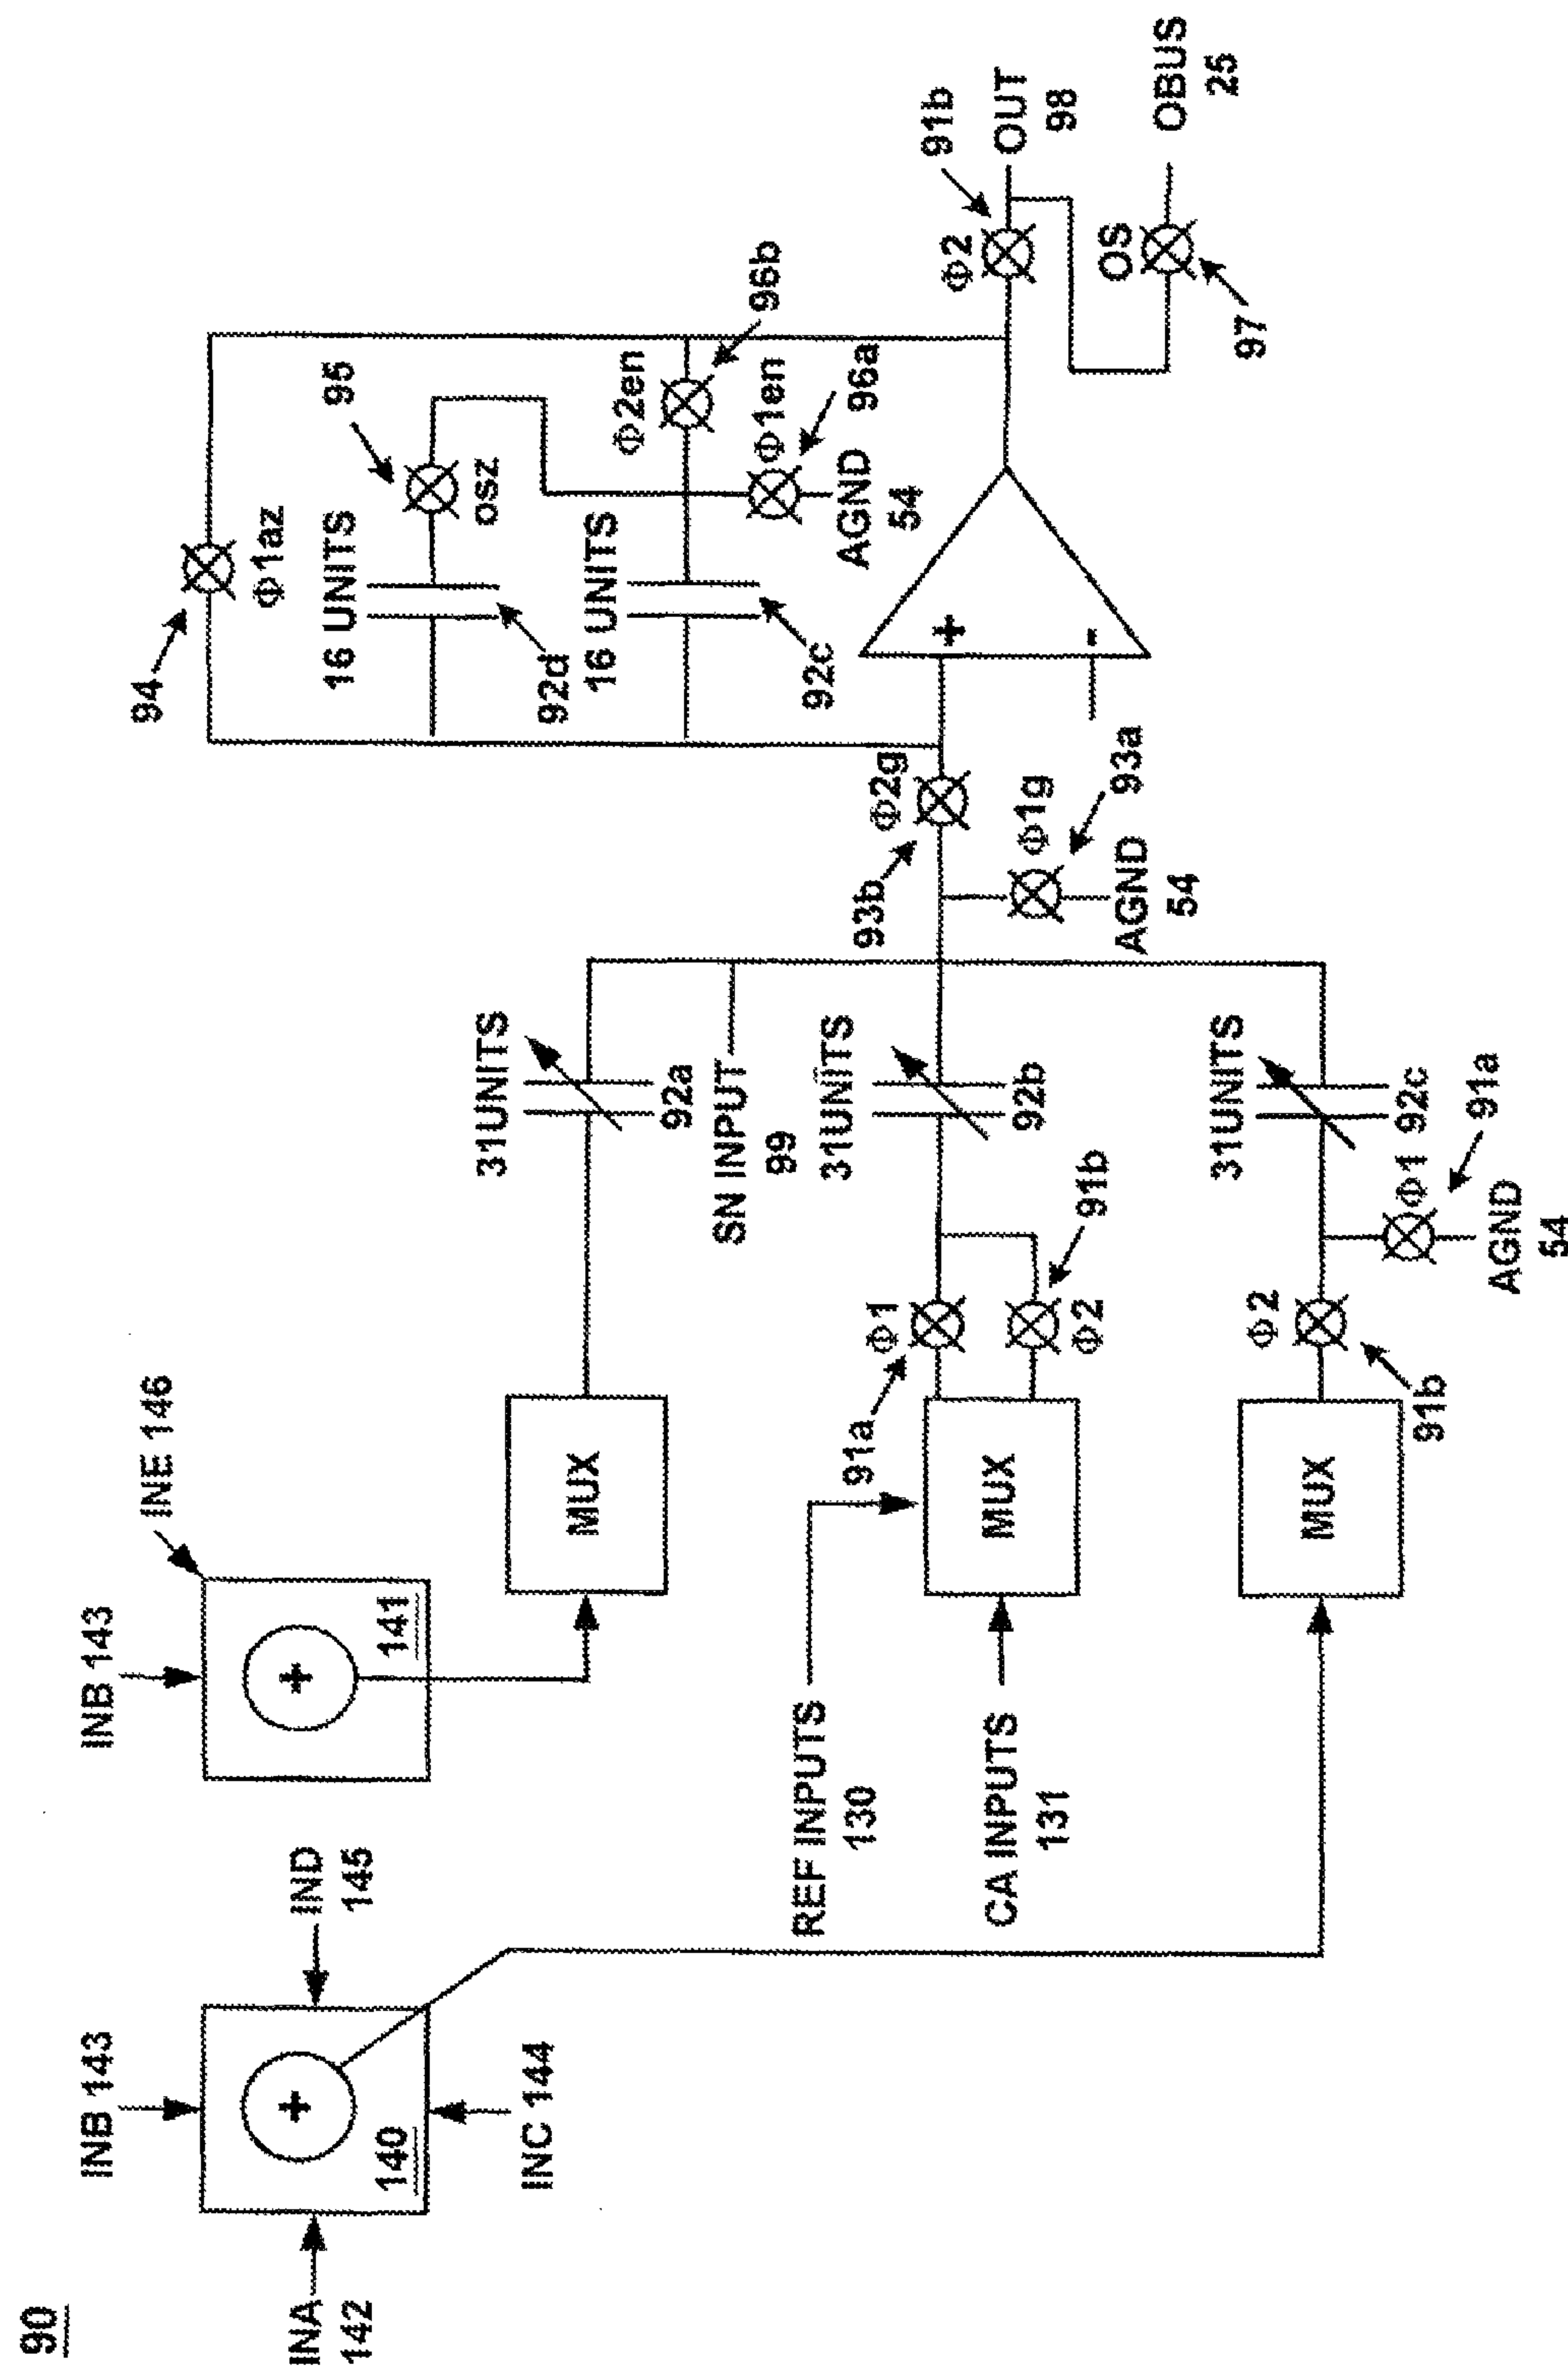 90
INA
142
INB 143
140
INC 144
IND
145
INB 143
141
INE 146
REF INPUTS
130
CA INPUTS
131
MUX
MUX
MUX
91a
Φ1
Φ2
91b
Φ2
91b
31UNITS
92a
SN INPUT
99
31UNITS
92b
31UNITS
92c
Φ1
91a
AGND
54
93b
Φ2g
Φ1g
93a
AGND
54
94
Φ1az
16 UNITS
92d
osz
95
16 UNITS
92c
Φ2en
96b
Φ1en
96a
AGND
54
+
-
Φ2
91b
OUT
98
OS
97
OBUS
25
+
+